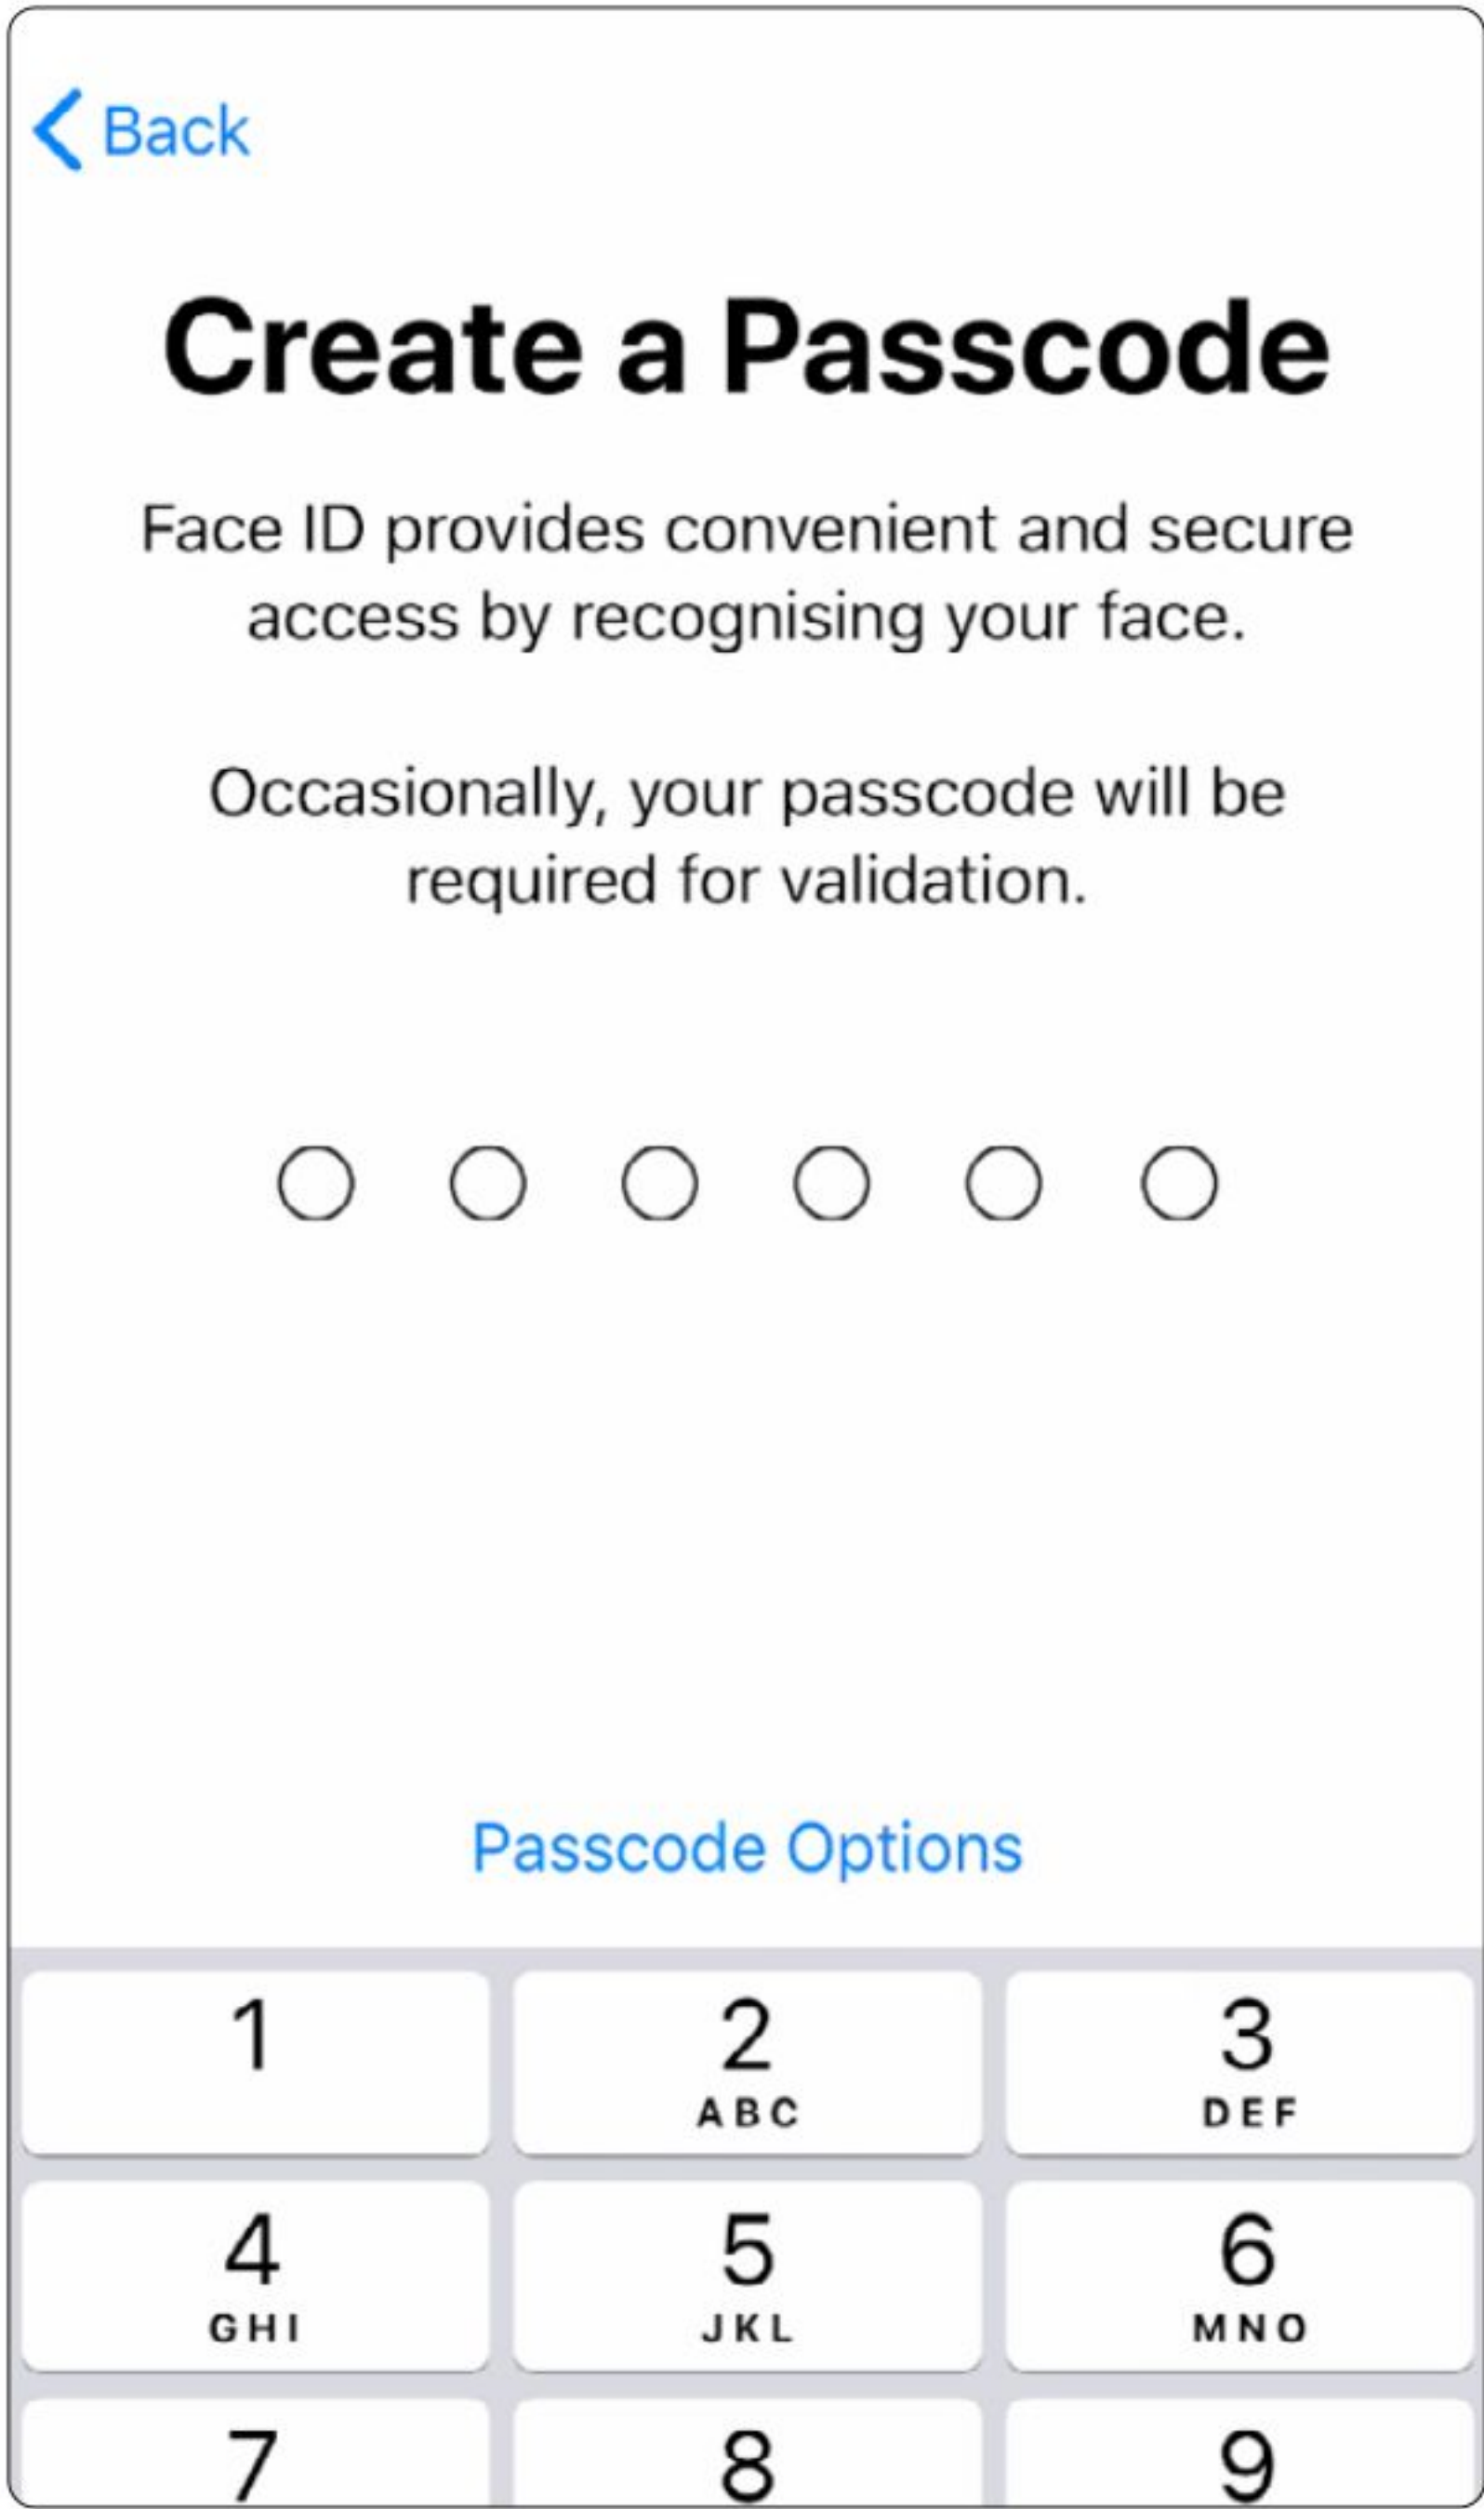 Back
Create a Passcode
Face ID provides convenient and secure
access by recognising your face.
Occasionally, your passcode will be
required for validation.
Passcode Options
1 2 3
ABC DEF
4 5 6
GHI JKL MNO
7 8 9